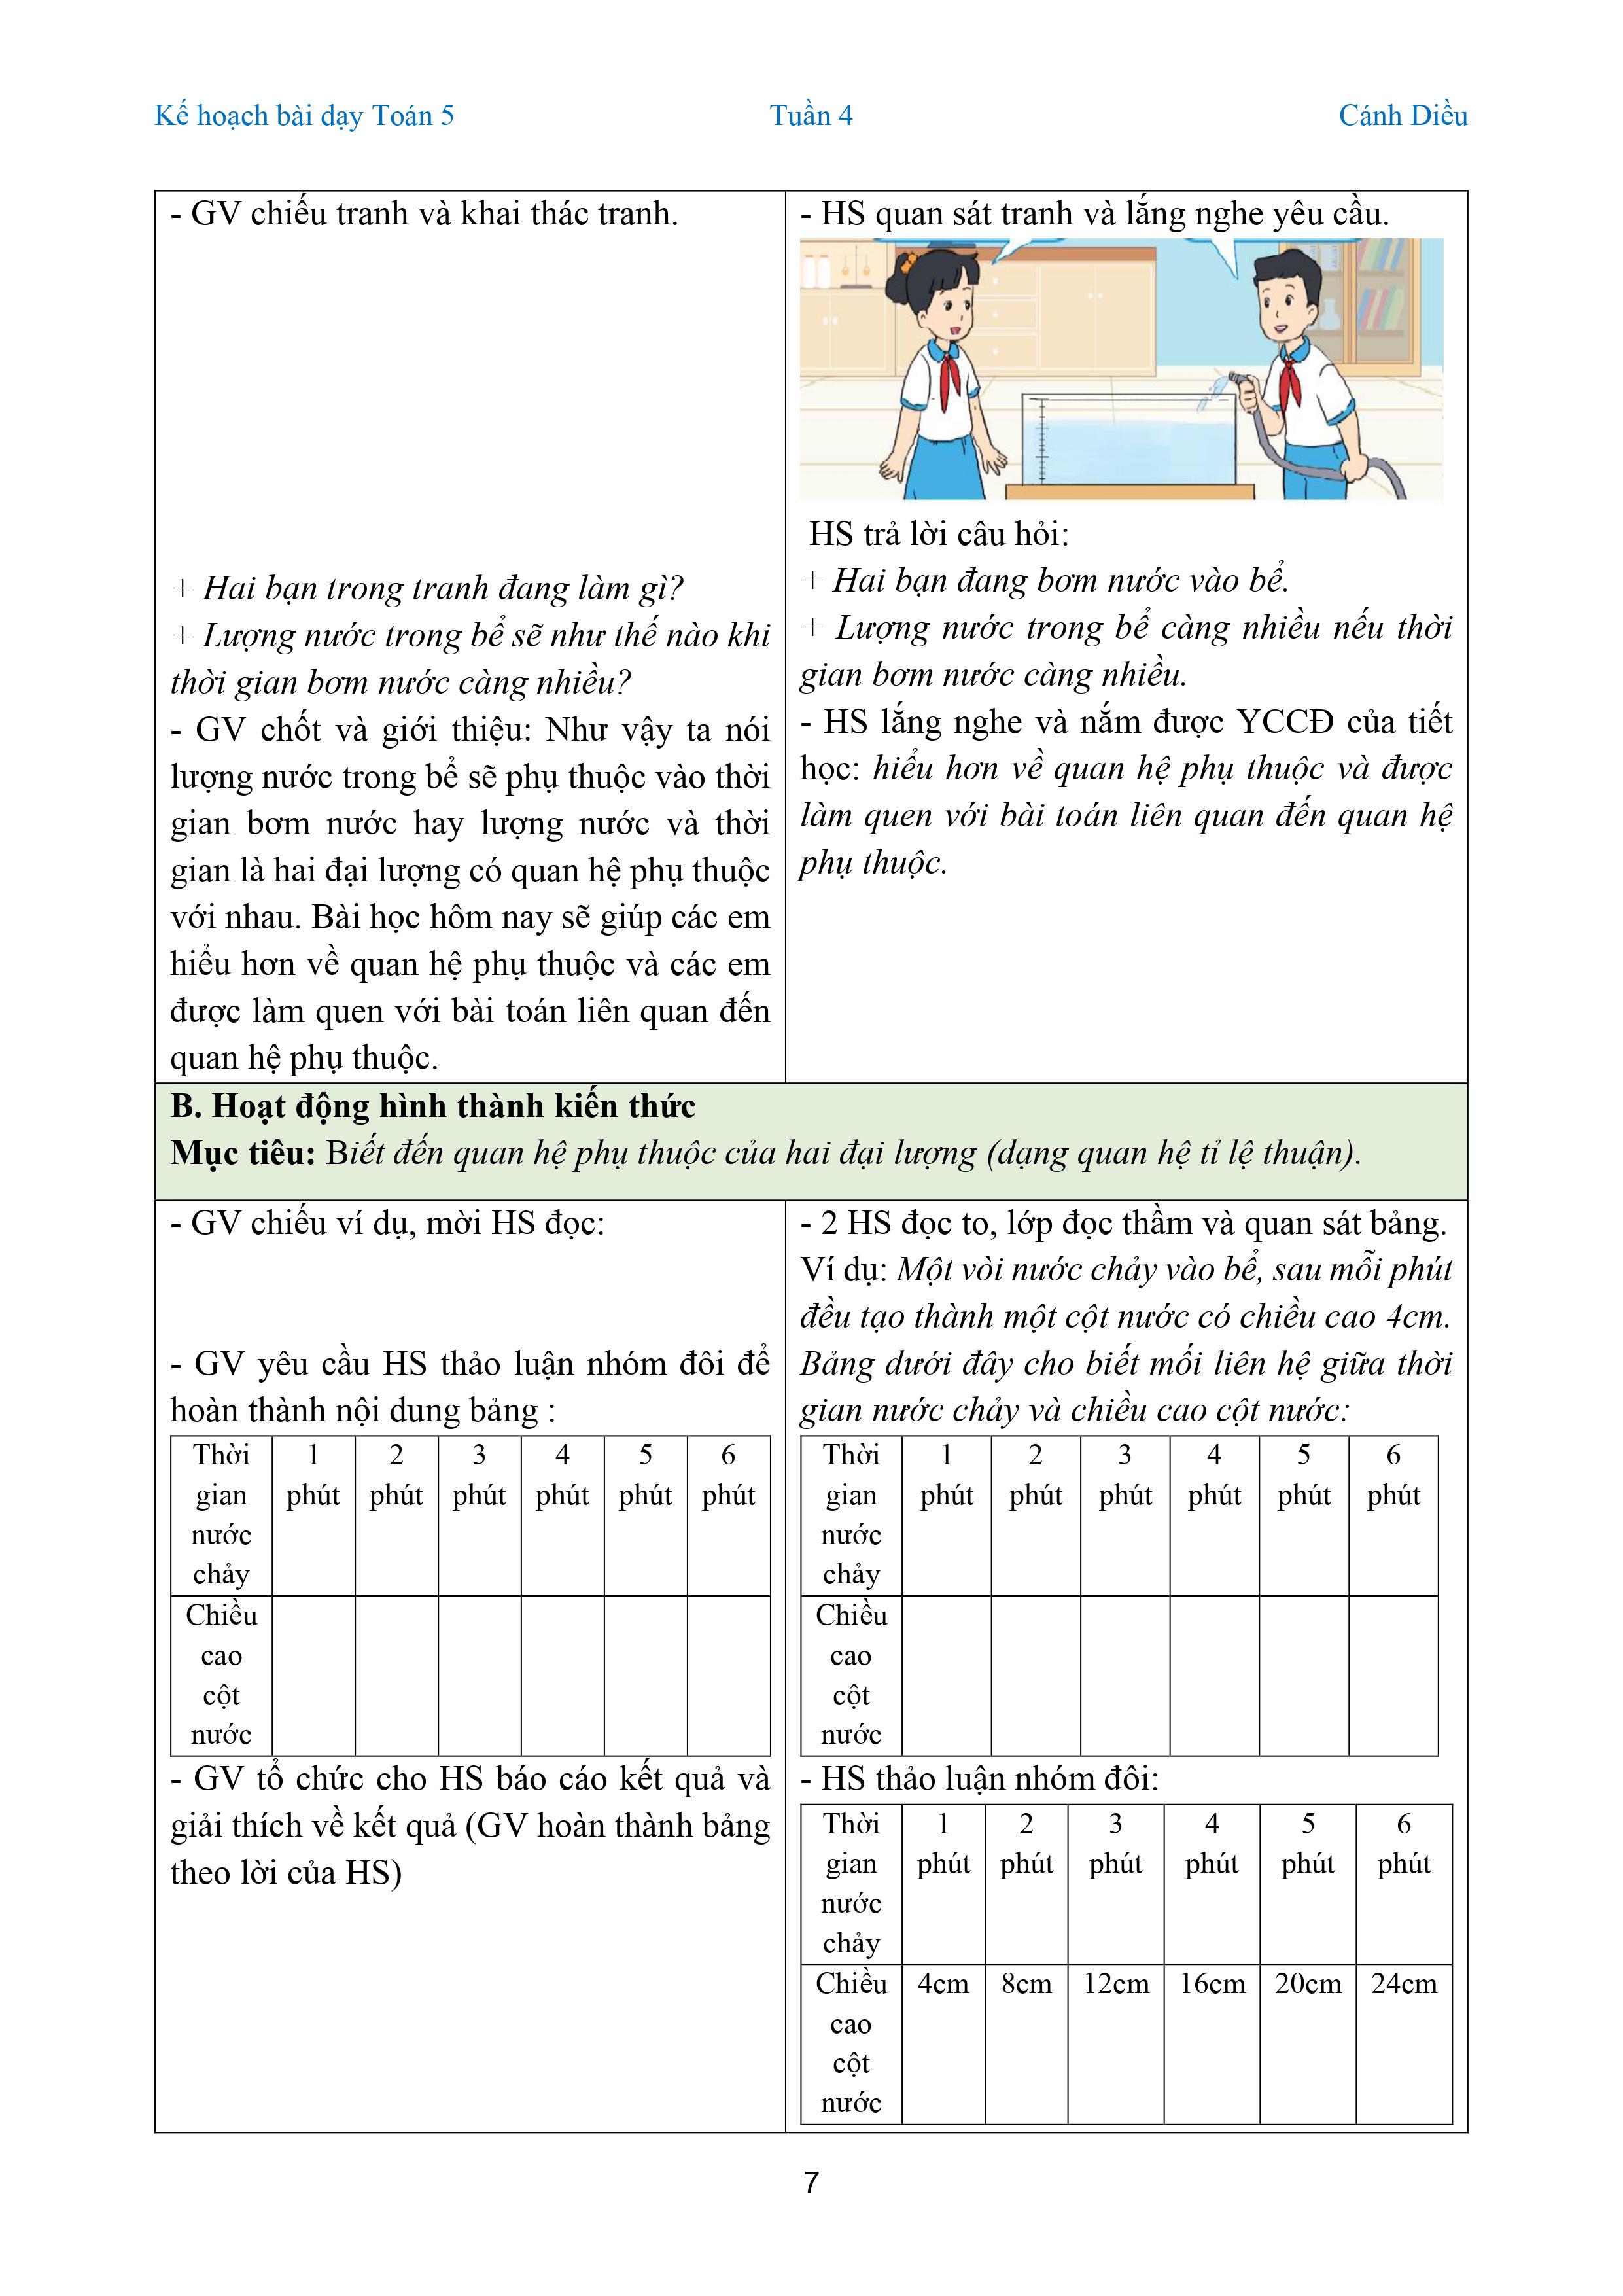 Kế hoạch bài dạy Toán 5 Tuần 4 Cánh Diều
- GV chiếu tranh và khai thác tranh.
+ Hai bạn trong tranh đang làm gì?
+ Lượng nước trong bể sẽ như thế nào khi
thời gian bơm nước càng nhiều?
- GV chốt và giới thiệu: Như vậy ta nói
lượng nước trong bể sẽ phụ thuộc vào thời
gian bơm nước hay lượng nước và thời
gian là hai đại lượng có quan hệ phụ thuộc
với nhau. Bài học hôm nay sẽ giúp các em
hiểu hơn về quan hệ phụ thuộc và các em
được làm quen với bài toán liên quan đến
quan hệ phụ thuộc.
- HS quan sát tranh và lắng nghe yêu cầu.
HS trả lời câu hỏi:
+ Hai bạn đang bơm nước vào bể.
+ Lượng nước trong bể càng nhiều nếu thời
gian bơm nước càng nhiều.
- HS lắng nghe và nắm được YCCĐ của tiết
học: hiểu hơn về quan hệ phụ thuộc và được
làm quen với bài toán liên quan đến quan hệ
phụ thuộc.
B. Hoạt động hình thành kiến thức
Mục tiêu: Biết đến quan hệ phụ thuộc của hai đại lượng (dạng quan hệ tỉ lệ thuận).
- GV chiếu ví dụ, mời HS đọc:
- GV yêu cầu HS thảo luận nhóm đôi để
hoàn thành nội dung bảng :
Thời 1 2 3 4 5 6
gian phút phút phút phút phút phút
nước
chảy
Chiều
cao
cột
nước
- GV tổ chức cho HS báo cáo kết quả và
giải thích về kết quả (GV hoàn thành bảng
theo lời của HS)
- 2 HS đọc to, lớp đọc thầm và quan sát bảng.
Ví dụ: Một vòi nước chảy vào bể, sau mỗi phút
đều tạo thành một cột nước có chiều cao 4cm.
Bảng dưới đây cho biết mối liên hệ giữa thời
gian nước chảy và chiều cao cột nước:
Thời 1 2 3 4 5 6
gian phút phút phút phút phút phút
nước
chảy
Chiều
cao
cột
nước
- HS thảo luận nhóm đôi:
Thời 1 2 3 4 5 6
gian phút phút phút phút phút phút
nước
chảy
Chiều 4cm 8cm 12cm 16cm 20cm 24cm
cao
cột
nước
7